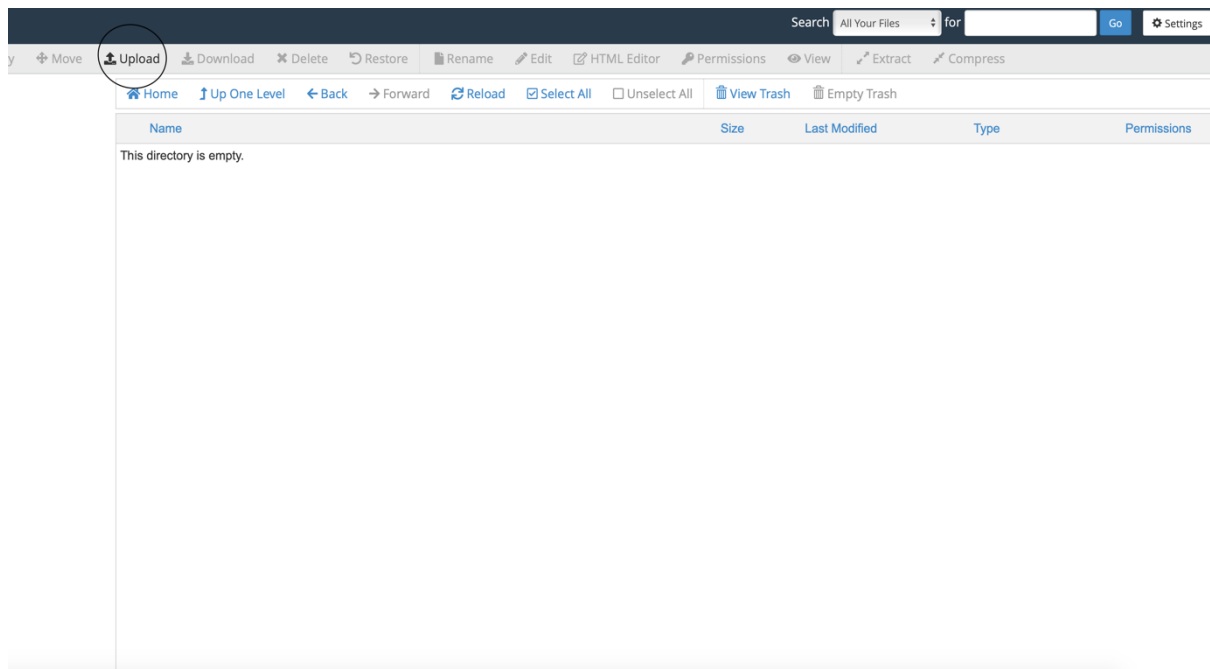 Search All Your Files for Go Settings
y Move Upload Download Delete Restore Rename Edit HTML Editor Permissions View Extract Compress
Home Up One Level Back Forward Reload Select All Unselect All View Trash Empty Trash
Name Size Last Modified Type Permissions
This directory is empty.